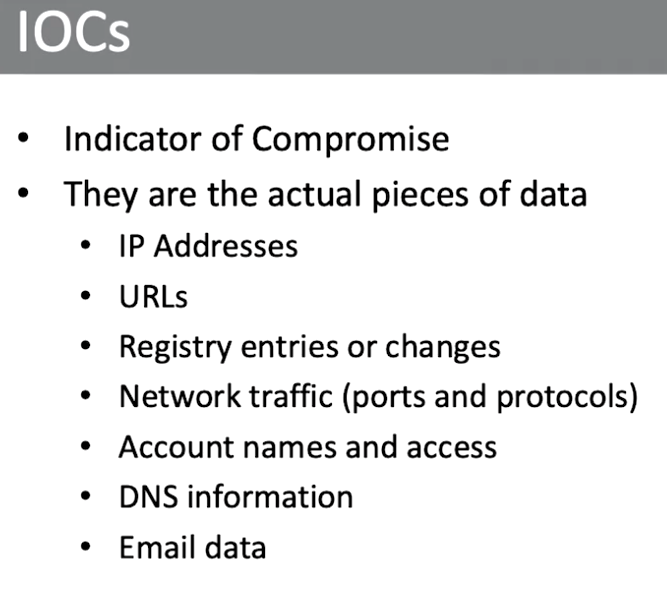 IOCs
• Indicator of Compromise
• They are the actual pieces of data
• IP Addresses
• URLs
• Registry entries or changes
• Network traffic (ports and protocols)
• Account names and access
• DNS information
• Email data